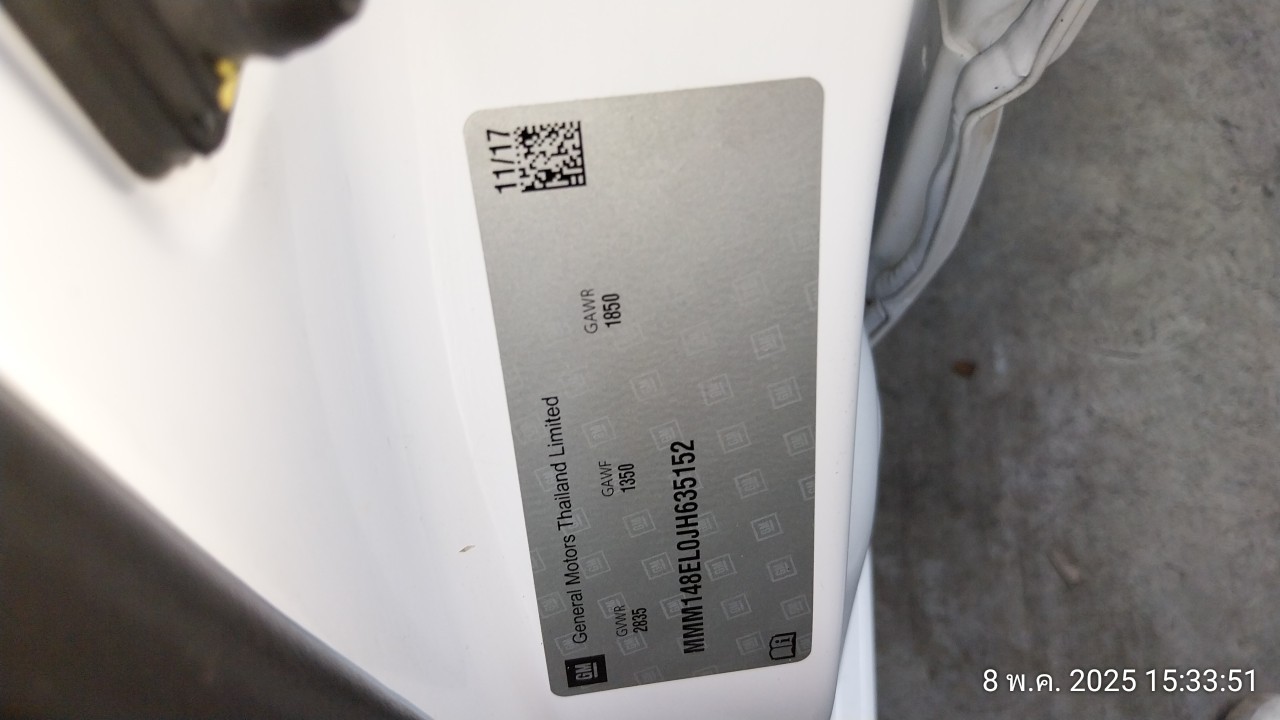 11/17
GM General Motors Thailand Limited
GVWR GAWF GAWR
2835 1350 1850
MMM148EL0JH635152
8 พ.ค. 2025 15:33:51